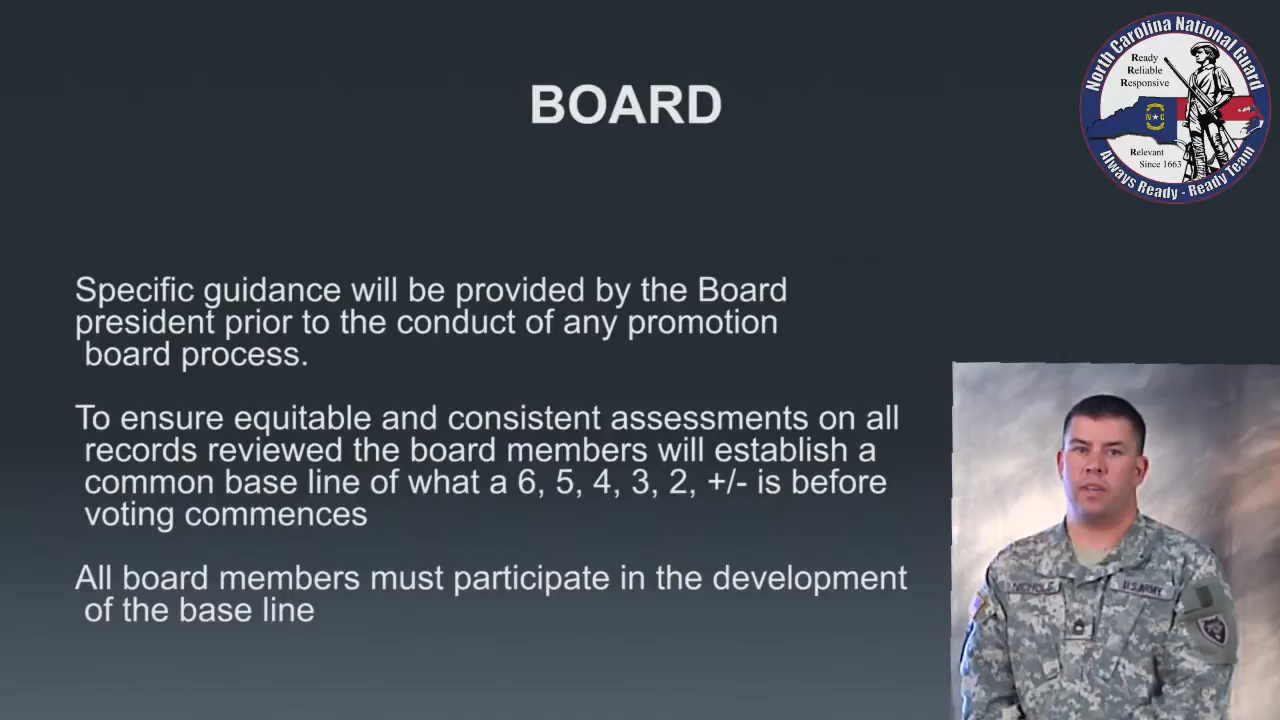 BOARD
North Carolina National Guard
Ready
Reliable
Responsive
N C
Relevant
Since 1663
Always Ready - Ready Team
Specific guidance will be provided by the Board
president prior to the conduct of any promotion
board process.
To ensure equitable and consistent assessments on all
records reviewed the board members will establish a
common base line of what a 6, 5, 4, 3, 2, +/- is before
voting commences
All board members must participate in the development
of the base line
U.S. ARMY